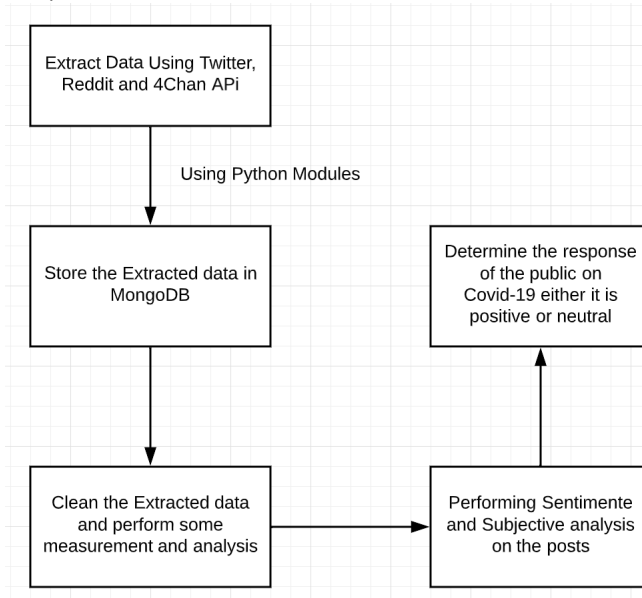 Extract Data Using Twitter,
Reddit and 4Chan APi
Using Python Modules
Store the Extracted data in
MongoDB
Clean the Extracted data
and perform some
measurement and analysis
Performing Sentimente
and Subjective analysis
on the posts
Determine the response
of the public on
Covid-19 either it is
positive or neutral